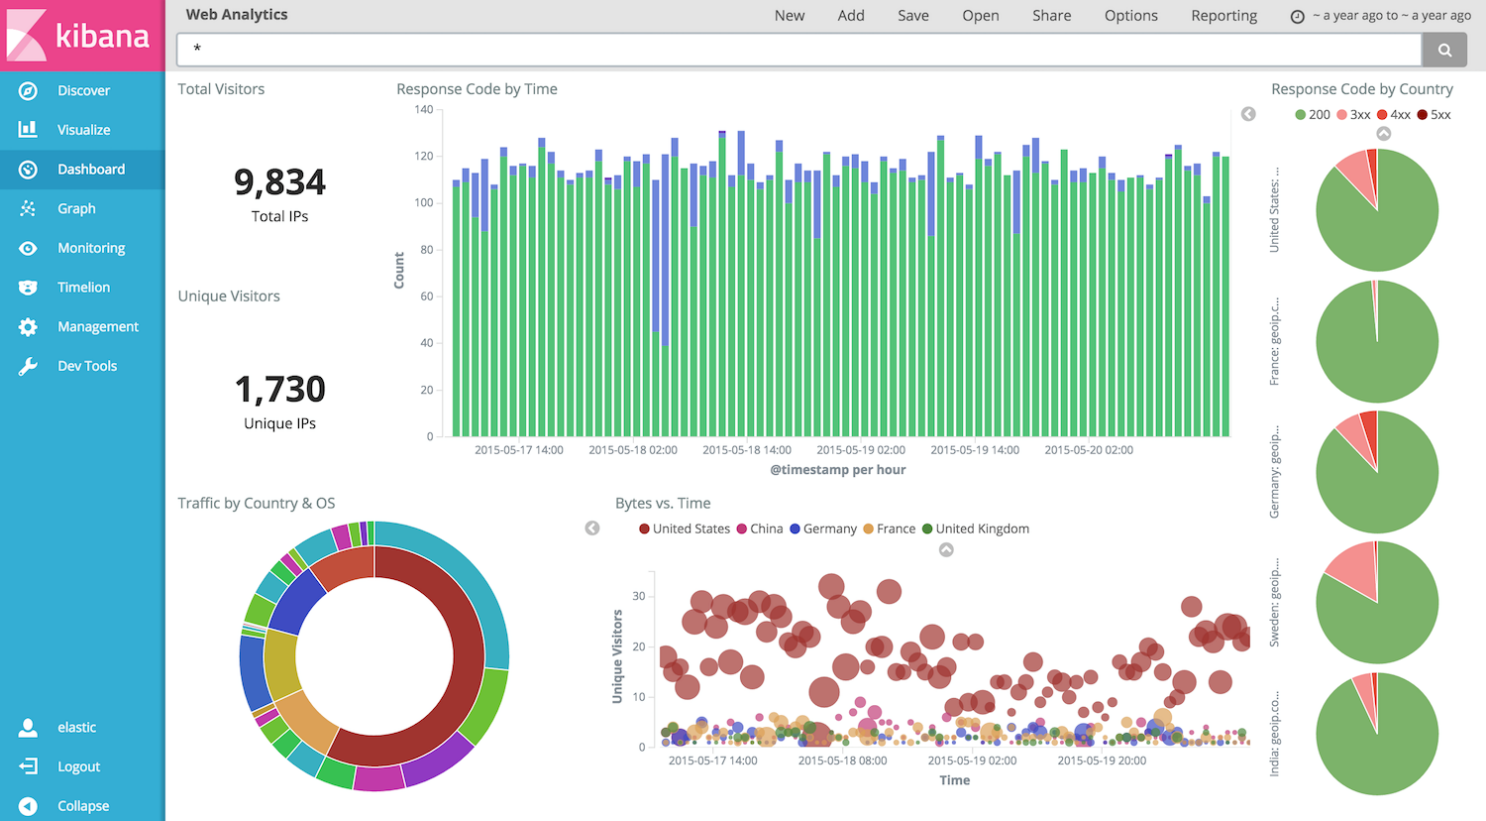 kibana
Discover
Visualize
Dashboard
Graph
Monitoring
Timelion
Management
Dev Tools
elastic
Logout
Collapse
Web Analytics
New Add Save Open Share Options Reporting ~ a year ago to ~ a year ago
*
Total Visitors
9,834
Total IPs
Unique Visitors
1,730
Unique IPs
Response Code by Time
Count
140
120
100
80
60
40
20
0
2015-05-17 14:00 2015-05-18 02:00 2015-05-18 14:00 2015-05-19 02:00 2015-05-19 14:00 2015-05-20 02:00
@timestamp per hour
Response Code by Country
200 3xx 4xx 5xx
United States: ...
France: geoip.c...
Germany: geoip...
Sweden: geoip....
India: geoip.co...
Traffic by Country & OS
Bytes vs. Time
United States China Germany France United Kingdom
Unique Visitors
30
20
10
0
2015-05-17 14:00 2015-05-18 08:00 2015-05-19 02:00 2015-05-19 20:00
Time